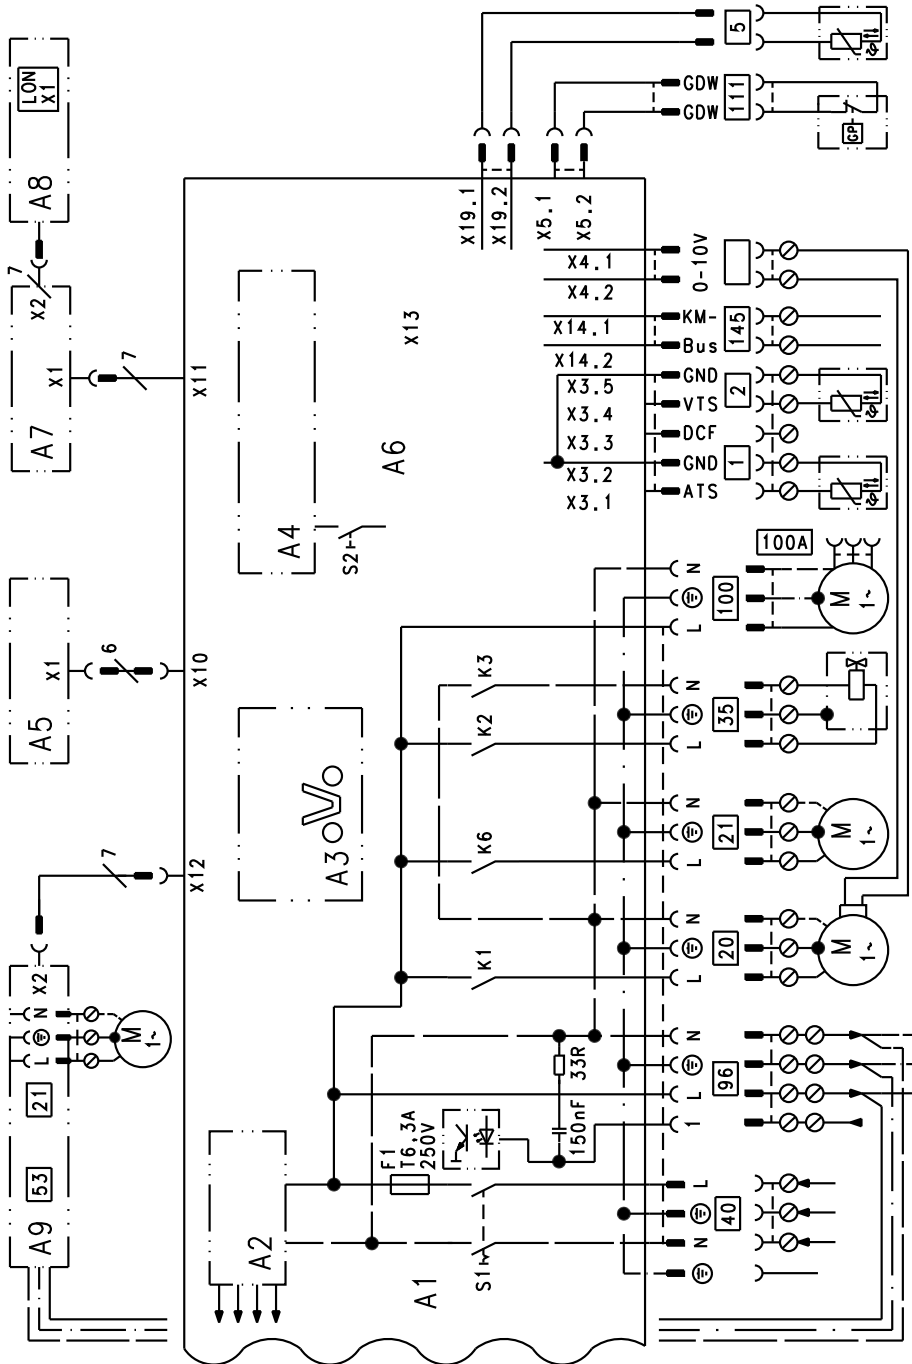 LON
X1
A8
7
X2
X1
A7
7
X11
X1
A5
6
X10
7
X12
X2
N
L
M
1~
21
53
A9
A4
S2
X13
A6
A3
A2
A1
F1
T6,3A
250V
S1
150nF
33R
K3
K2
K6
K1
X19.1
X19.2
X5.1
X5.2
X4.1
X4.2
X14.1
X14.2
X3.5
X3.4
X3.3
X3.2
X3.1
5
GDW
GDW
111
GP
0-10V
KM-
Bus
145
GND
VTS
2
DCF
GND
ATS
1
100A
N
L
100
M
1~
N
L
35
N
L
21
M
1~
N
L
20
M
1~
N
L
1
96
L
N
40